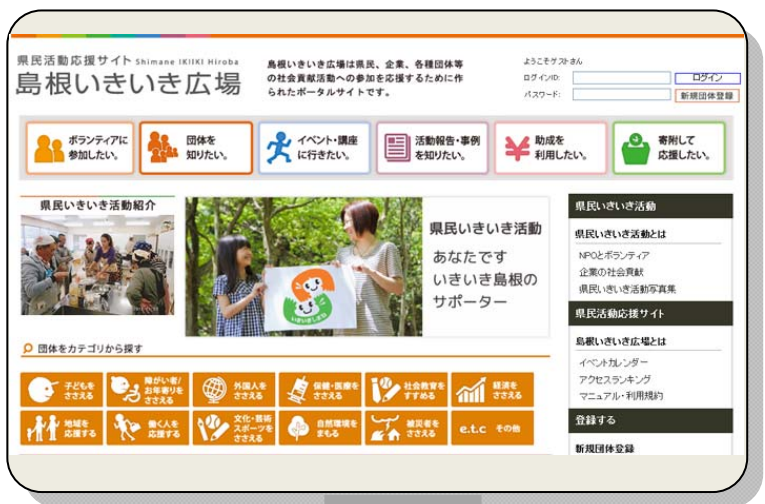 県民活動応援サイト Shimane IKIIKI Hiroba
島根いきいき広場
島根いきいき広場は県民、企業、各種団体等
の社会貢献活動への参加を応援するために作
られたポータルサイトです。
ようこそゲストさん
ログインID:
ログイン
パスワード:
新規団体登録
ボランティアに
参加したい。
団体を
知りたい。
イベント・講座
に行きたい。
活動報告・事例
を知りたい。
助成を
利用したい。
寄附して
応援したい。
県民いきいき活動紹介
いきいきしまね
県民いきいき活動
あなたです
いきいき島根の
サポーター
団体をカテゴリから探す
子どもを
ささえる
障がい者/
お年寄りを
ささえる
外国人を
ささえる
保健・医療を
ささえる
社会教育を
すすめる
経済を
ささえる
地域を
応援する
働く人を
応援する
文化・芸術
スポーツを
ささえる
自然環境を
まもる
被災者を
ささえる
e.t.c その他
県民いきいき活動
県民いきいき活動とは
NPOとボランティア
企業の社会貢献
県民いきいき活動写真集
県民活動応援サイト
島根いきいき広場とは
イベントカレンダー
アクセスランキング
マニュアル・利用規約
登録する
新規団体登録